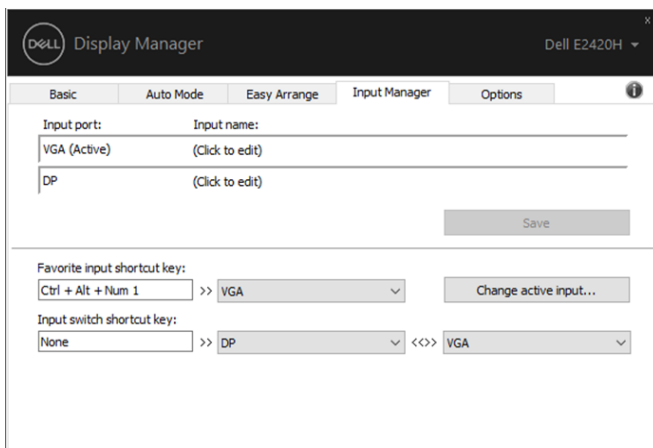 x
DELL Display Manager Dell E2420H
Basic Auto Mode Easy Arrange Input Manager Options i
Input port: Input name:
VGA (Active) (Click to edit)
DP (Click to edit)
Save
Favorite input shortcut key:
Ctrl + Alt + Num 1 >> VGA Change active input...
Input switch shortcut key:
None >> DP <<>> VGA